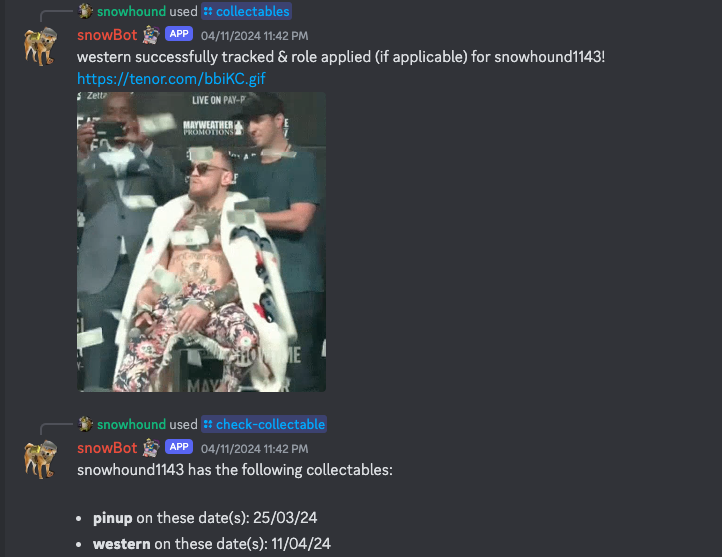 snowhound used collectables
snowBot APP 04/11/2024 11:42 PM
western successfully tracked & role applied (if applicable) for snowhound1143!
https://tenor.com/bbiKC.gif
Zetta
LIVE ON PAY-P
MAYWEATHER
PROMOTIONS
SHOWTIME
MAYW
snowhound used check-collectable
snowBot APP 04/11/2024 11:42 PM
snowhound1143 has the following collectables:
• pinup on these date(s): 25/03/24
• western on these date(s): 11/04/24